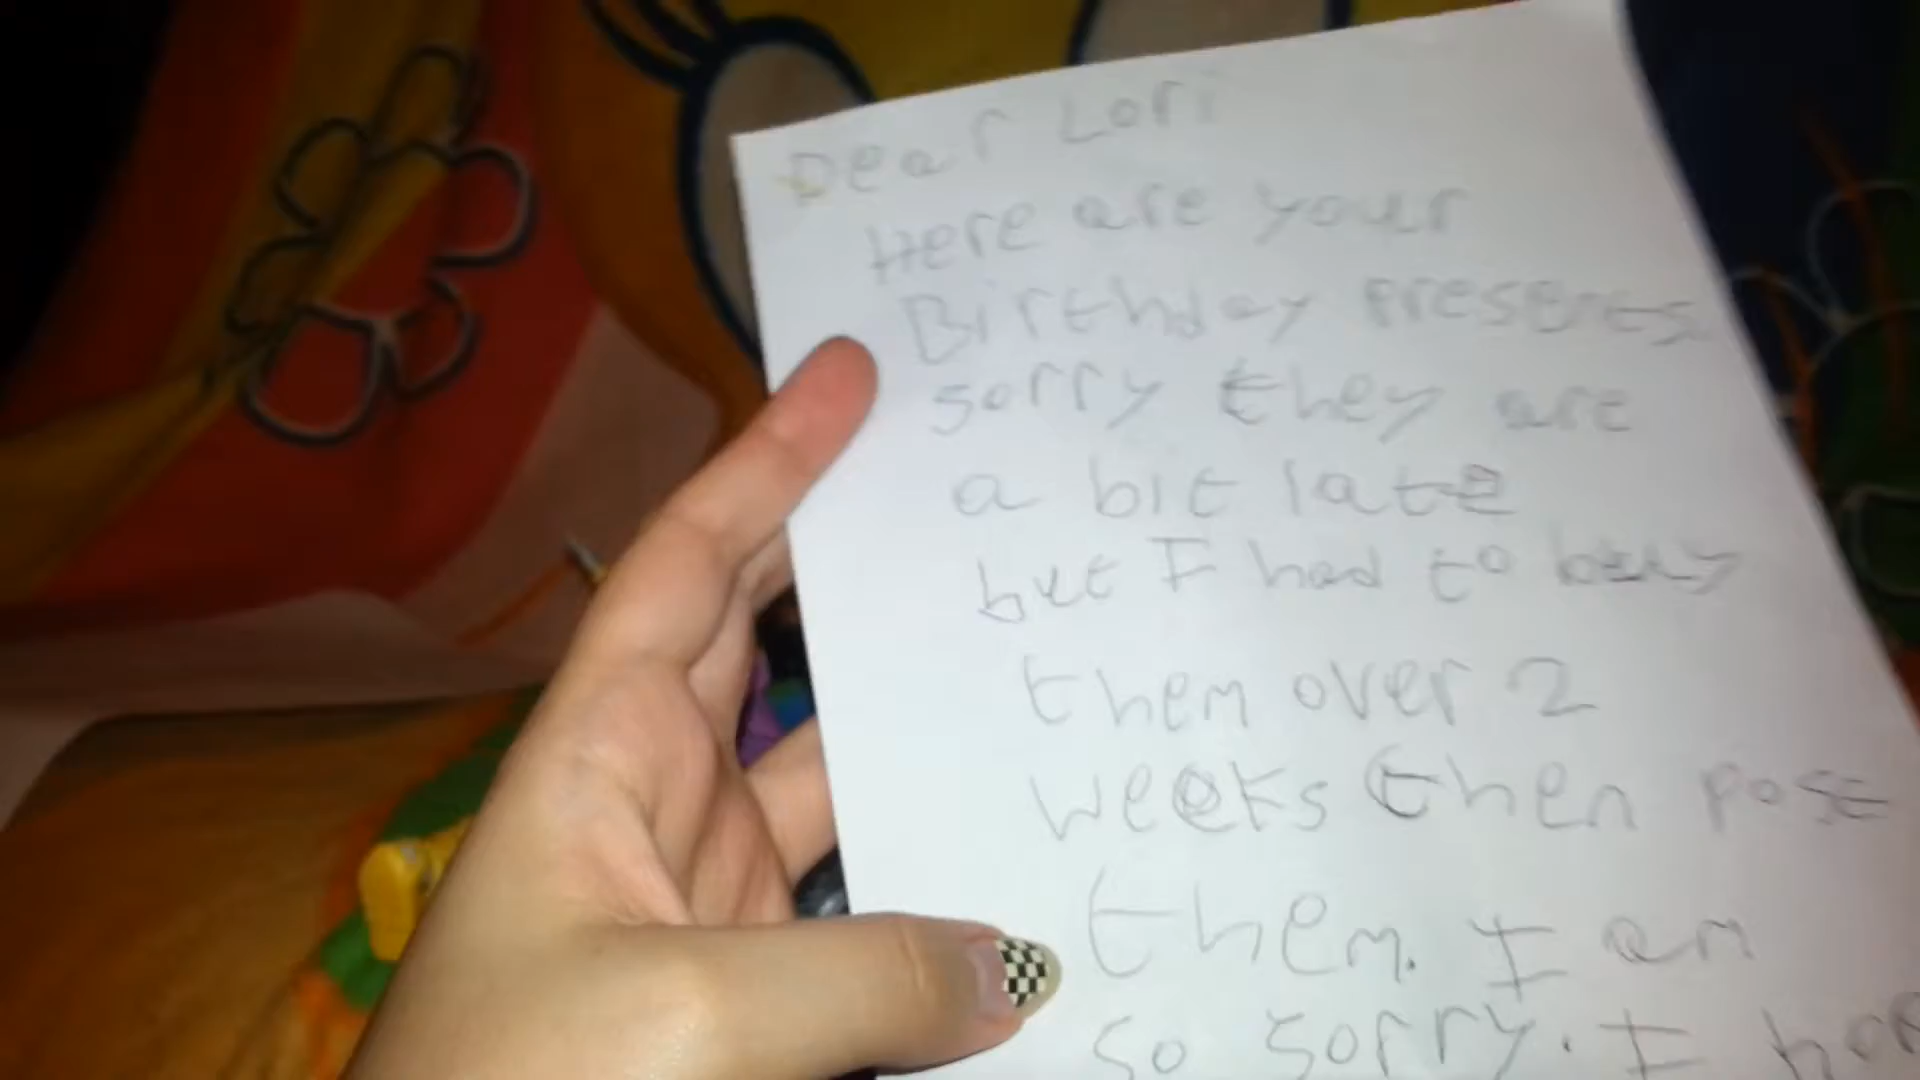 Dear Lori
Here are your
Birthday presents
sorry they are
a bit late
but I had to buy
them over 2
weeks then post
them. I am
so sorry. I